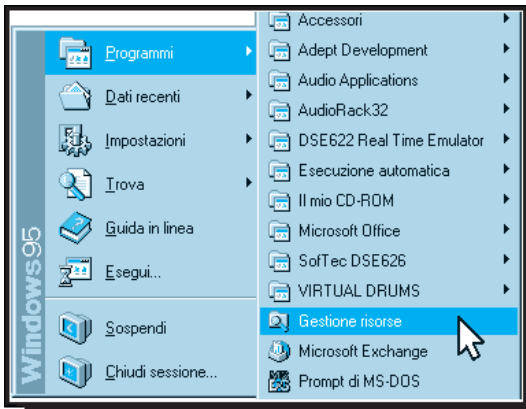 Windows 95
Programmi
Dati recenti
Impostazioni
Trova
Guida in linea
Esegui...
Sospendi
Chiudi sessione...
Accessori
Adept Development
Audio Applications
AudioRack32
DSE622 Real Time Emulator
Esecuzione automatica
Il mio CD-ROM
Microsoft Office
SofTec DSE626
VIRTUAL DRUMS
Gestione risorse
Microsoft Exchange
Prompt di MS-DOS